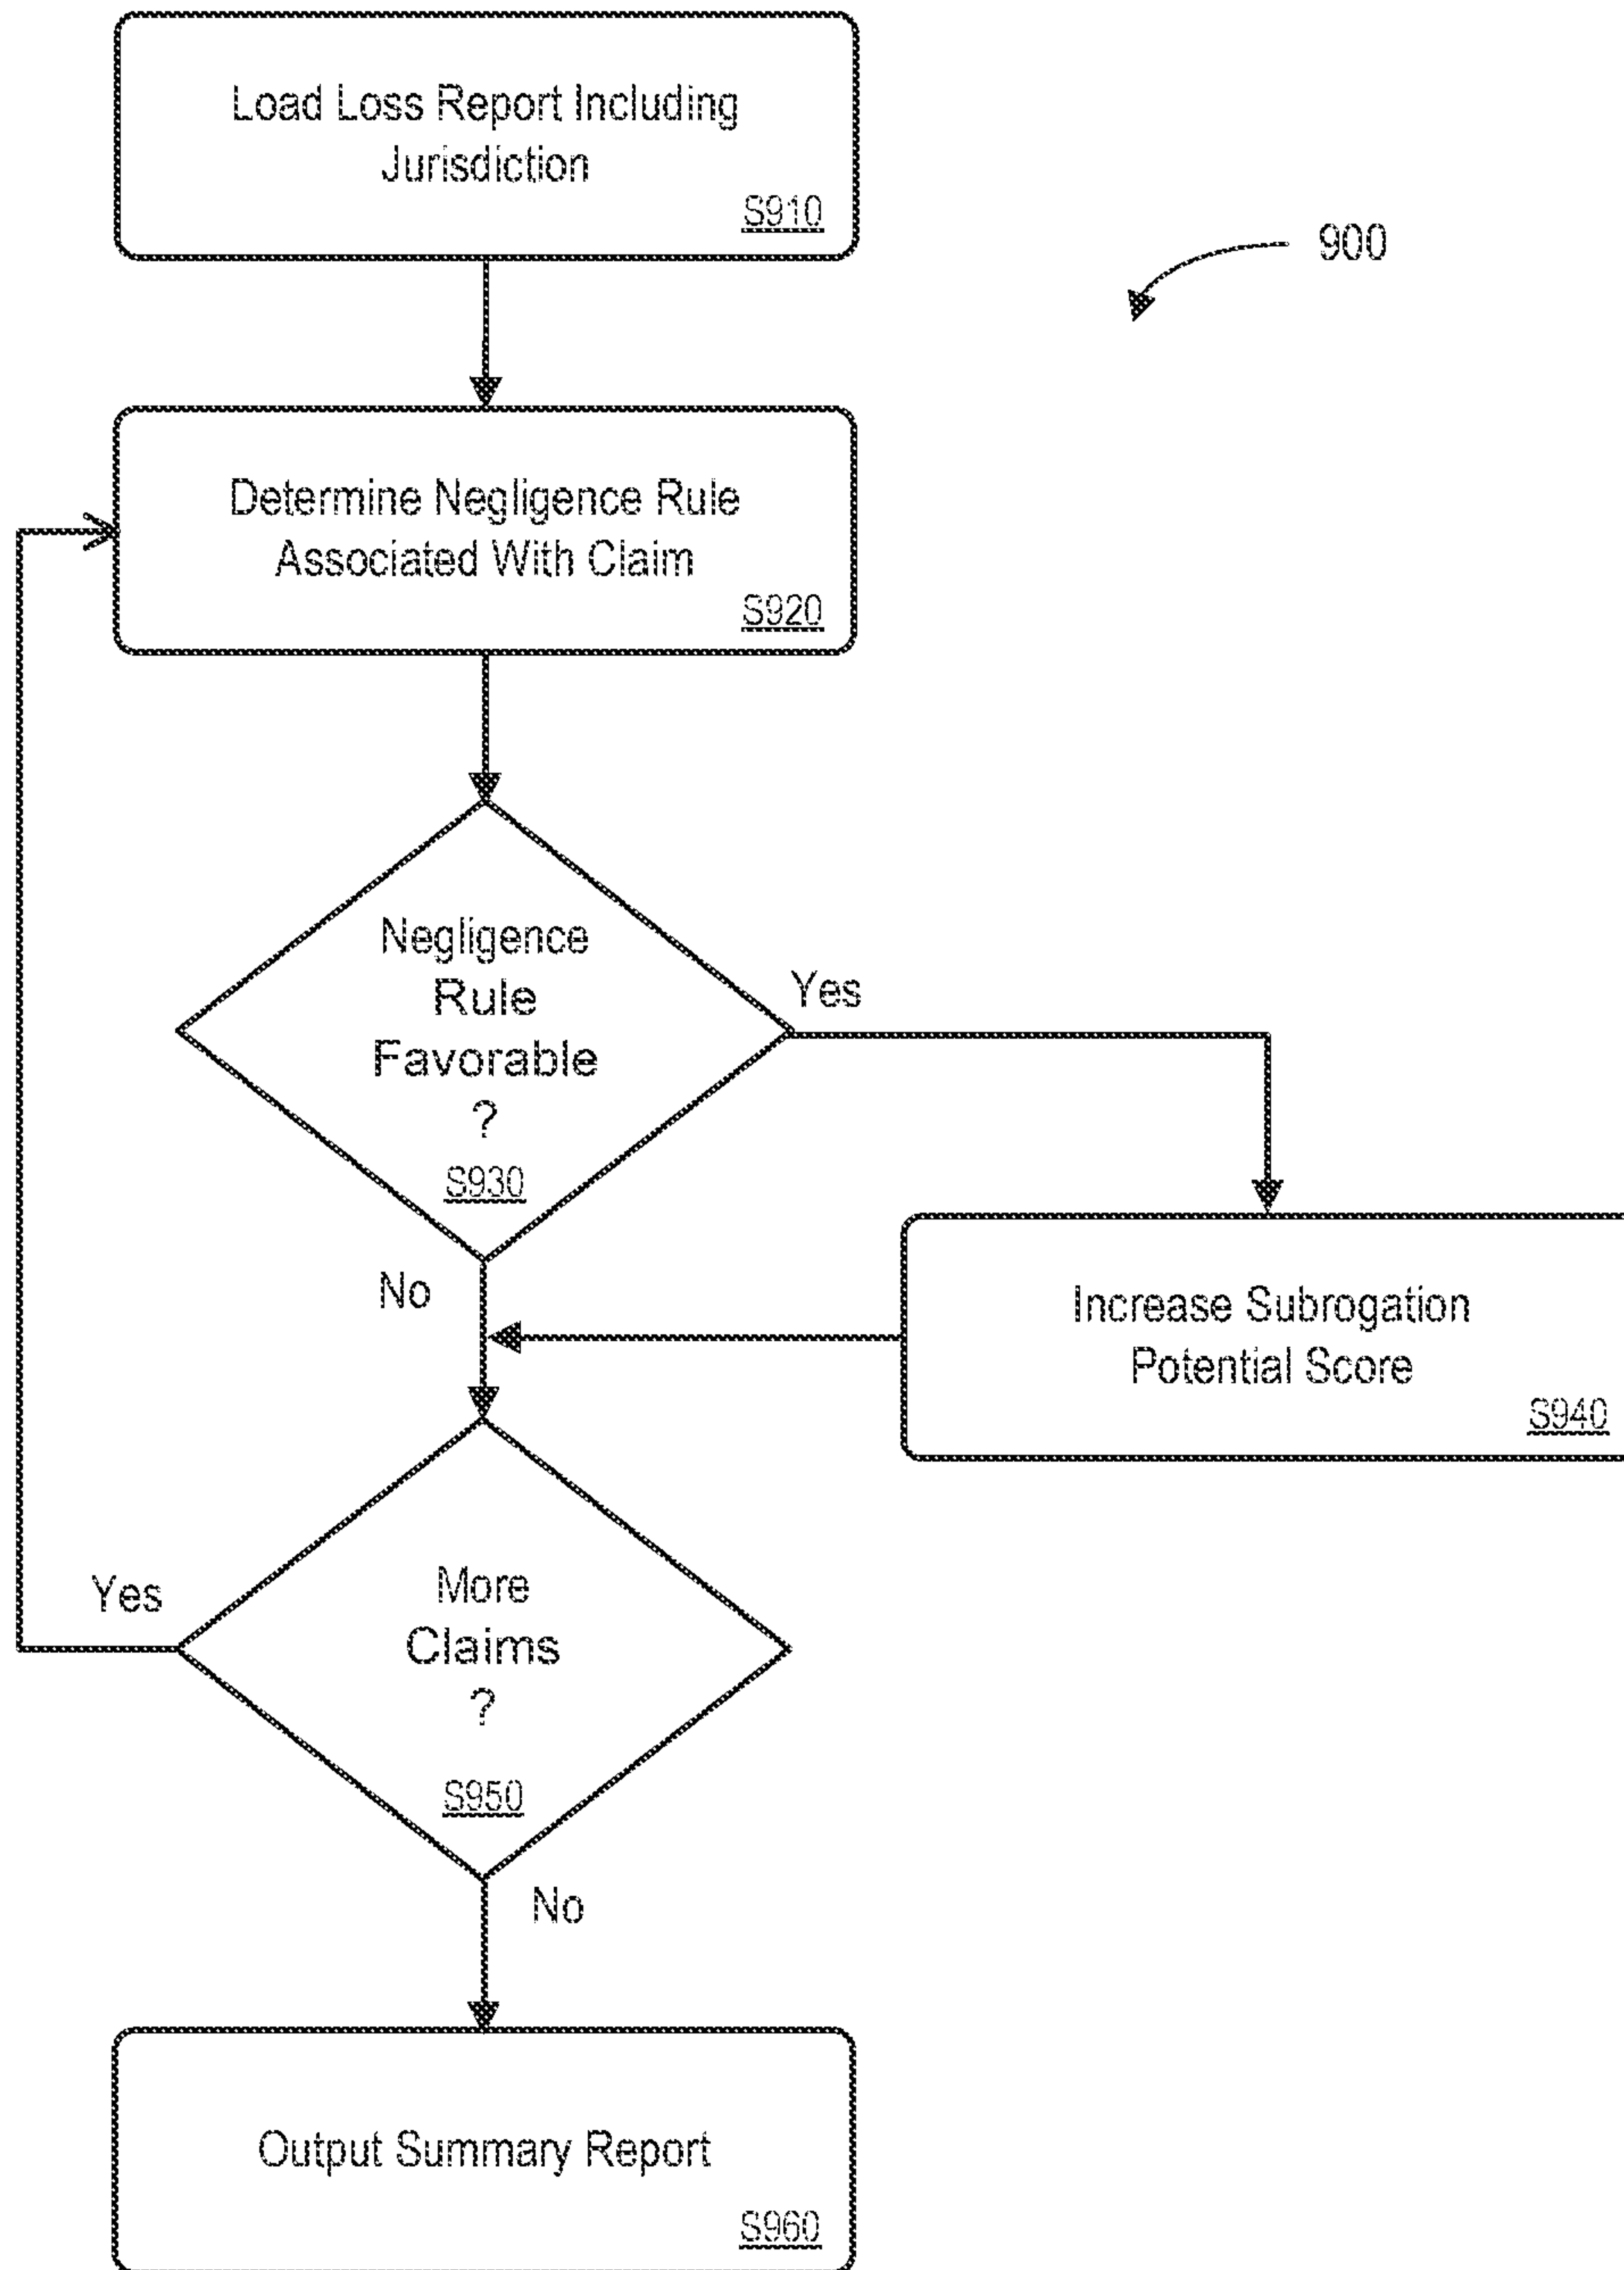 Load Loss Report Including
Jurisdiction
S910
900
Determine Negligence Rule
Associated With Claim
S920
Negligence
Rule
Favorable
?
S930
Yes
No
Increase Subrogation
Potential Score
S940
More
Claims
?
S950
Yes
No
Output Summary Report
S960